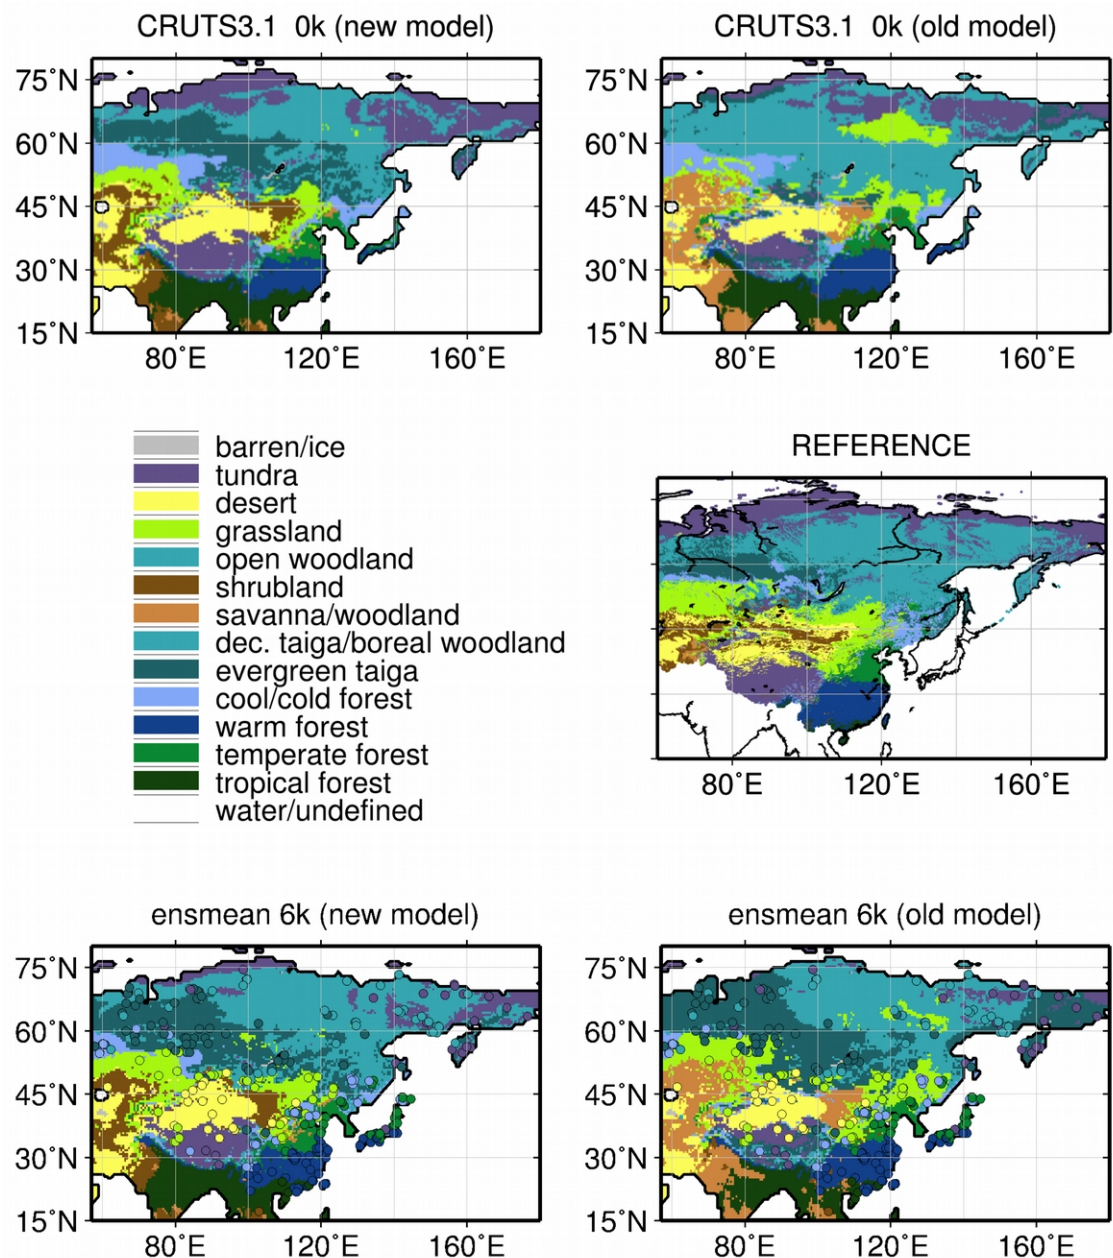 CRUTS3.1 0k (new model)
CRUTS3.1 0k (old model)
75˚N
60˚N
45˚N
30˚N
15˚N
80˚E 120˚E 160˚E
75˚N
60˚N
45˚N
30˚N
15˚N
80˚E 120˚E 160˚E
barren/ice
tundra
desert
grassland
open woodland
shrubland
savanna/woodland
dec. taiga/boreal woodland
evergreen taiga
cool/cold forest
warm forest
temperate forest
tropical forest
water/undefined
REFERENCE
80˚E 120˚E 160˚E
ensmean 6k (new model)
ensmean 6k (old model)
75˚N
60˚N
45˚N
30˚N
15˚N
80˚E 120˚E 160˚E
75˚N
60˚N
45˚N
30˚N
15˚N
80˚E 120˚E 160˚E